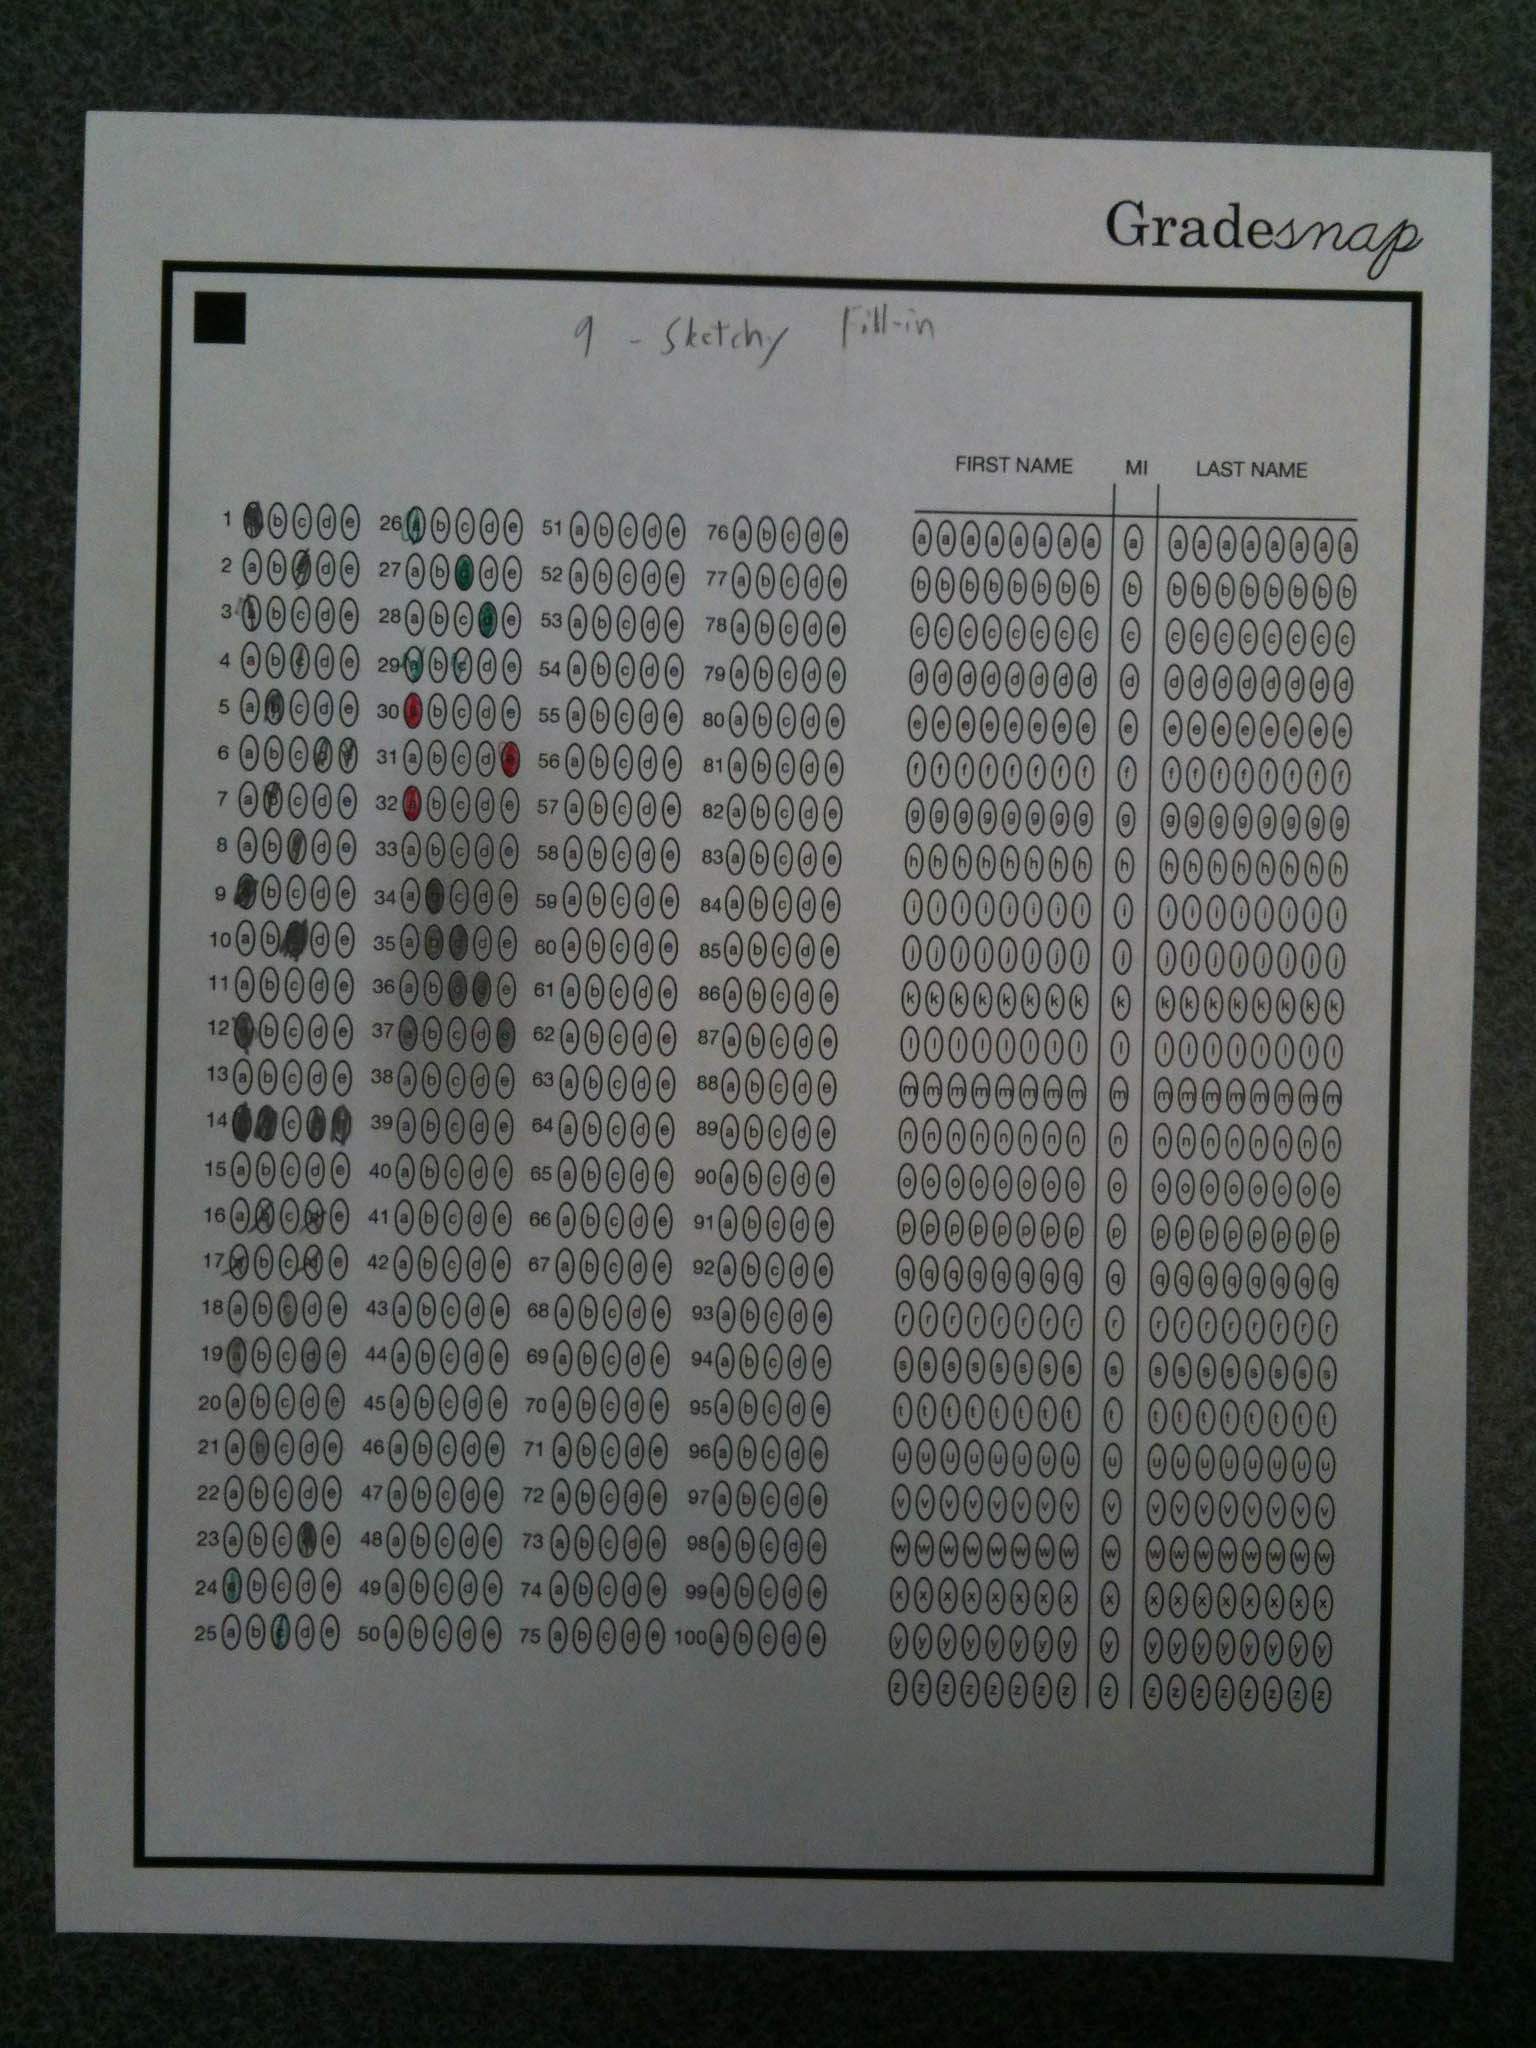 Gradesnap
9 - Sketchy Fill-in
FIRST NAME MI LAST NAME
1 a b c d e 26 a b c d e 51 a b c d e 76 a b c d e
2 a b c d e 27 a b c d e 52 a b c d e 77 a b c d e
3 a b c d e 28 a b c d e 53 a b c d e 78 a b c d e
4 a b c d e 29 a b c d e 54 a b c d e 79 a b c d e
5 a b c d e 30 a b c d e 55 a b c d e 80 a b c d e
6 a b c d e 31 a b c d e 56 a b c d e 81 a b c d e
7 a b c d e 32 a b c d e 57 a b c d e 82 a b c d e
8 a b c d e 33 a b c d e 58 a b c d e 83 a b c d e
9 b c d e 34 a c d e 59 a b c d e 84 a b c d e
10 a b d e 35 a b d e 60 a b c d e 85 a b c d e
11 a b c d e 36 a b c d e 61 a b c d e 86 a b c d e
12 b c d e 37 a b c d e 62 a b c d e 87 a b c d e
13 a b c d e 38 a b c d e 63 a b c d e 88 a b c d e
14 c 39 a b c d e 64 a b c d e 89 a b c d e
15 a b c d e 40 a b c d e 65 a b c d e 90 a b c d e
16 a c e 41 a b c d e 66 a b c d e 91 a b c d e
17 b c e 42 a b c d e 67 a b c d e 92 a b c d e
18 a b c d e 43 a b c d e 68 a b c d e 93 a b c d e
19 a b c d e 44 a b c d e 69 a b c d e 94 a b c d e
20 a b c d e 45 a b c d e 70 a b c d e 95 a b c d e
21 a b c d e 46 a b c d e 71 a b c d e 96 a b c d e
22 a b c d e 47 a b c d e 72 a b c d e 97 a b c d e
23 a b c e 48 a b c d e 73 a b c d e 98 a b c d e
24 a b c d e 49 a b c d e 74 a b c d e 99 a b c d e
25 a b c d e 50 a b c d e 75 a b c d e 100 a b c d e
a a a a a a a a a a a a a a a a a
b b b b b b b b b b b b b b b b b
c c c c c c c c c c c c c c c c c
d d d d d d d d d d d d d d d d d
e e e e e e e e e e e e e e e e e
f f f f f f f f f f f f f f f f f
g g g g g g g g g g g g g g g g g
h h h h h h h h h h h h h h h h h
i i i i i i i i i i i i i i i i i
j j j j j j j j j j j j j j j j j
k k k k k k k k k k k k k k k k k
l l l l l l l l l l l l l l l l l
m m m m m m m m m m m m m m m m m
n n n n n n n n n n n n n n n n n
o o o o o o o o o o o o o o o o o
p p p p p p p p p p p p p p p p p
q q q q q q q q q q q q q q q q q
r r r r r r r r r r r r r r r r r
s s s s s s s s s s s s s s s s s
t t t t t t t t t t t t t t t t t
u u u u u u u u u u u u u u u u u
v v v v v v v v v v v v v v v v v
w w w w w w w w w w w w w w w w w
x x x x x x x x x x x x x x x x x
y y y y y y y y y y y y y y y y y
z z z z z z z z z z z z z z z z z